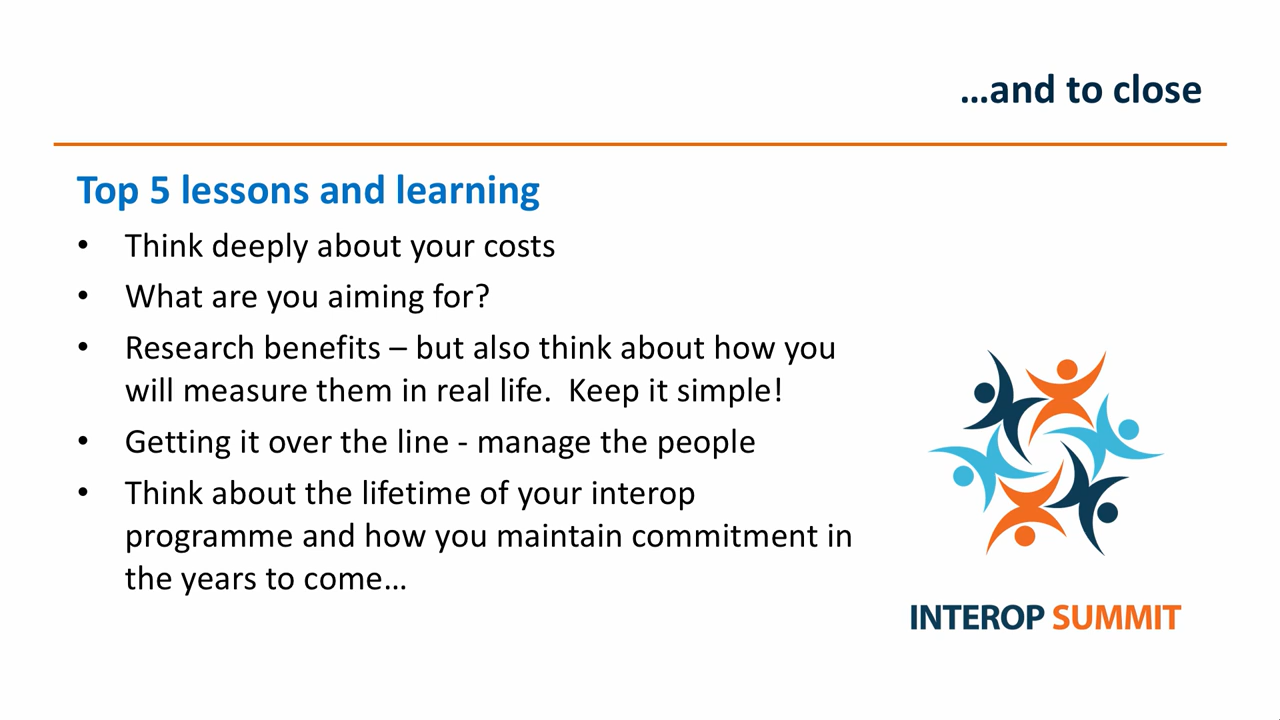 …and to close
Top 5 lessons and learning
• Think deeply about your costs
• What are you aiming for?
• Research benefits – but also think about how you
will measure them in real life.  Keep it simple!
• Getting it over the line - manage the people
• Think about the lifetime of your interop
programme and how you maintain commitment in
the years to come…
INTEROP SUMMIT